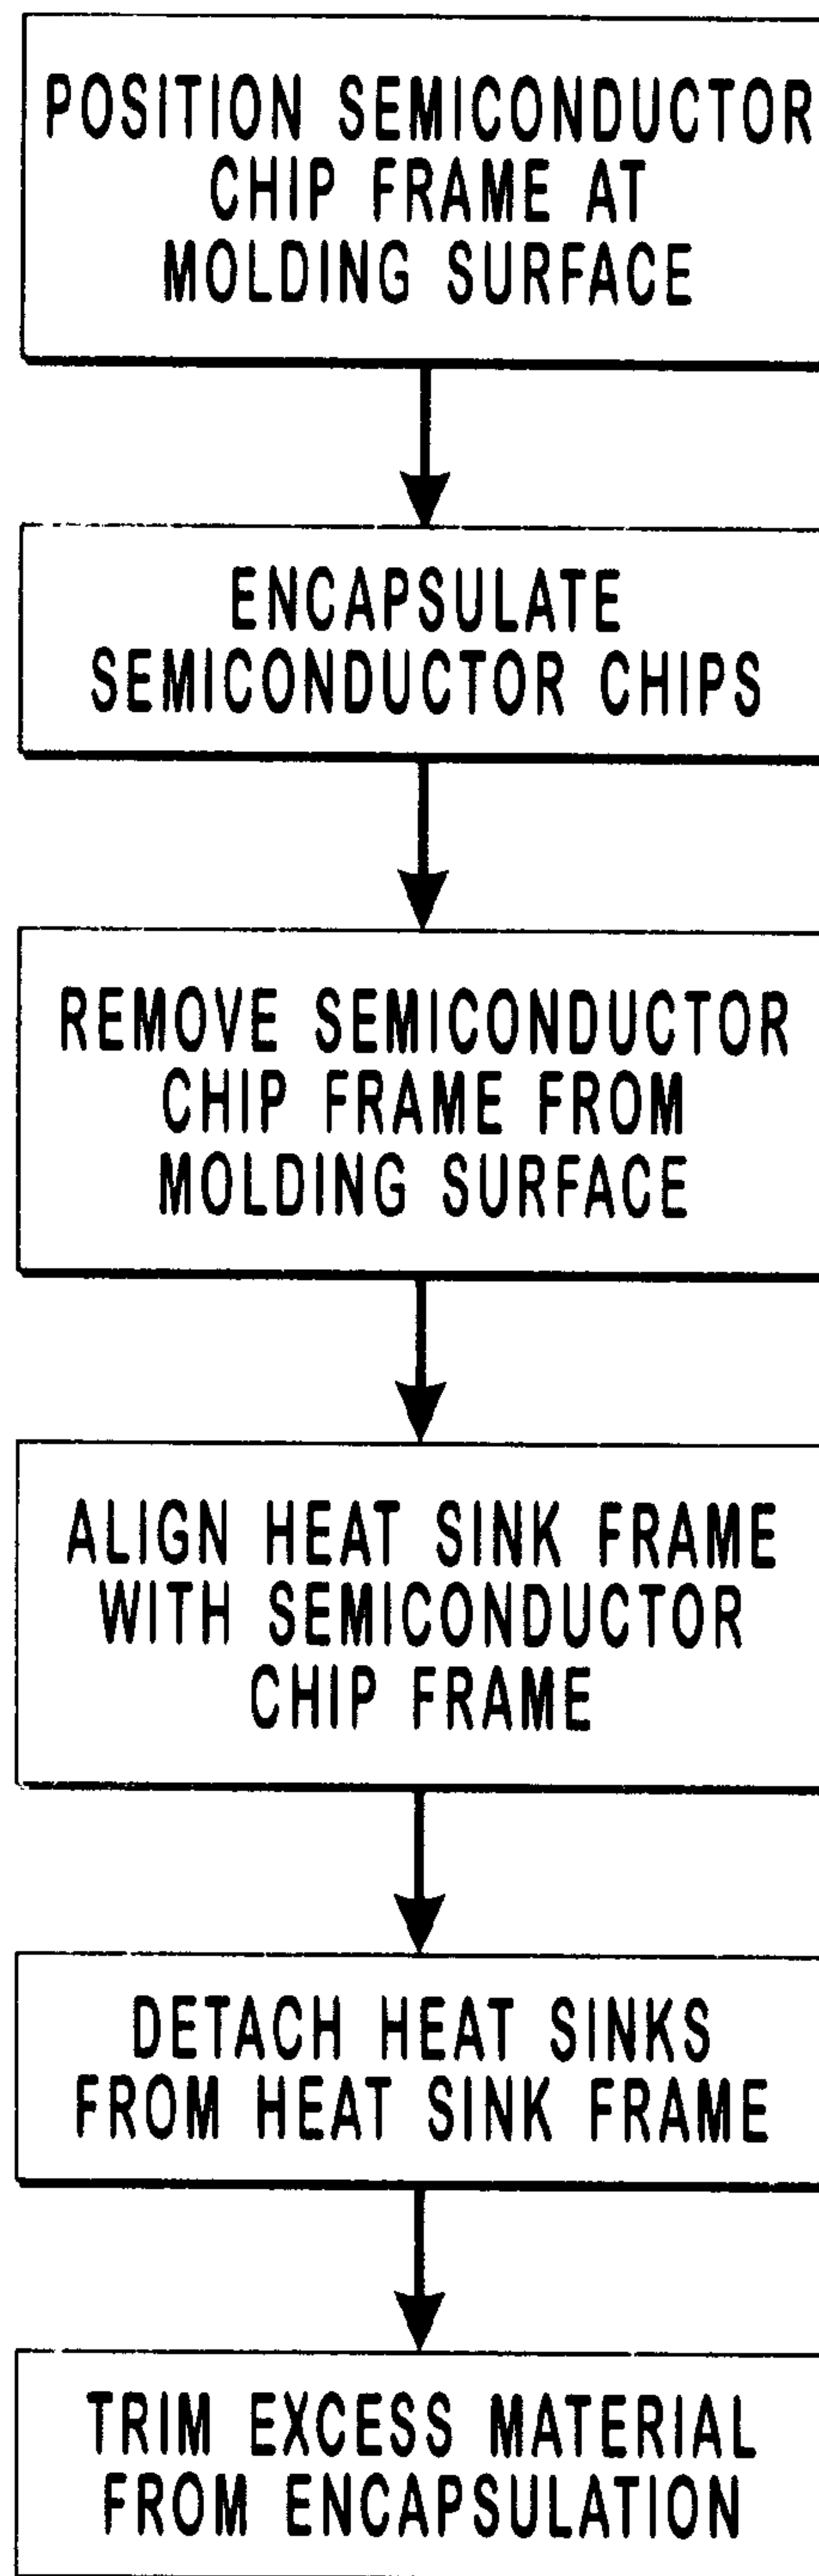 POSITION SEMICONDUCTOR
CHIP FRAME AT
MOLDING SURFACE
ENCAPSULATE
SEMICONDUCTOR CHIPS
REMOVE SEMICONDUCTOR
CHIP FRAME FROM
MOLDING SURFACE
ALIGN HEAT SINK FRAME
WITH SEMICONDUCTOR
CHIP FRAME
DETACH HEAT SINKS
FROM HEAT SINK FRAME
TRIM EXCESS MATERIAL
FROM ENCAPSULATION